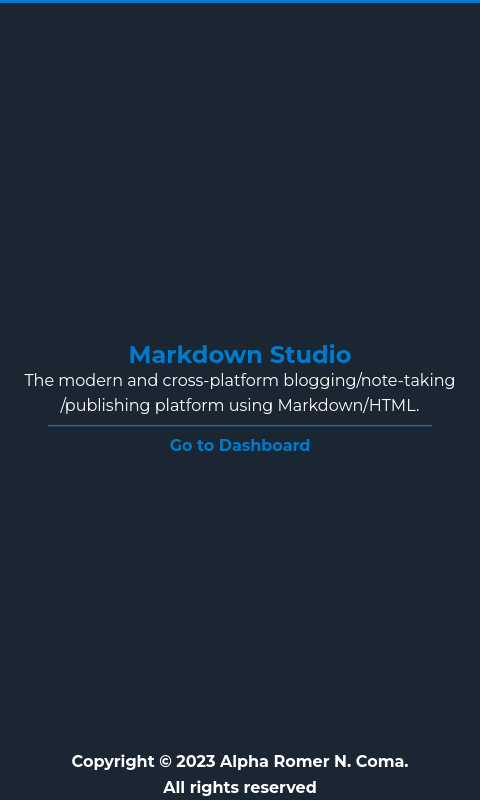 Markdown Studio
The modern and cross-platform blogging/note-taking
/publishing platform using Markdown/HTML.
Go to Dashboard
Copyright © 2023 Alpha Romer N. Coma.
All rights reserved